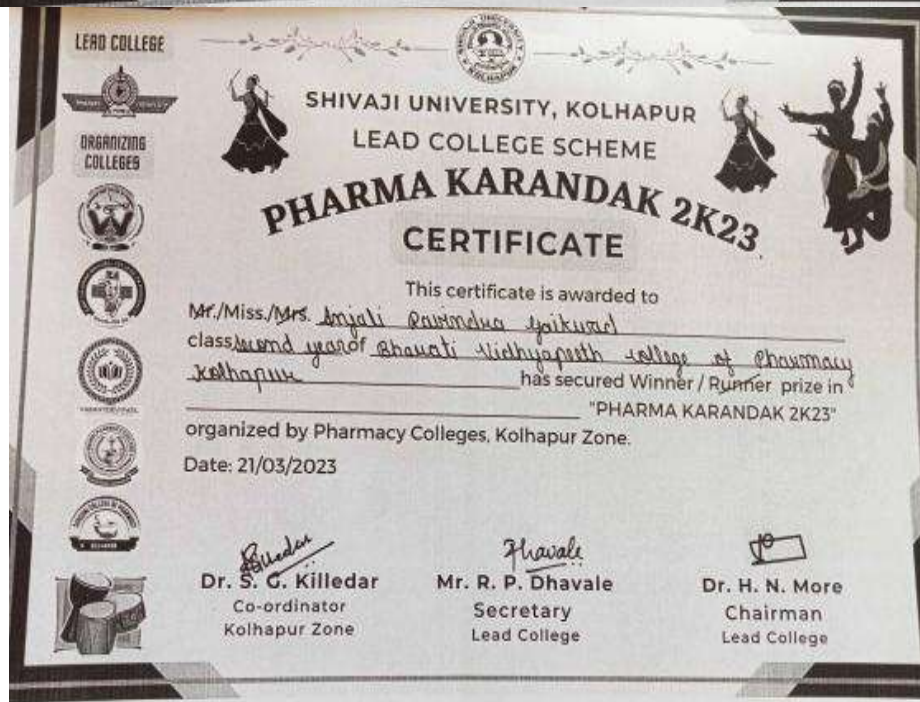 LEAD COLLEGE
ORGANIZING
COLLEGES
SHIVAJI UNIVERSITY, KOLHAPUR
LEAD COLLEGE SCHEME
PHARMA KARANDAK 2K23
CERTIFICATE
This certificate is awarded to
Mr./Miss./Mrs. Anjali Ravindra Gaikwad
class second year of Bharati Vidhyapeeth college of Pharmacy
Kolhapur has secured Winner / Runner prize in
"PHARMA KARANDAK 2K23"
organized by Pharmacy Colleges, Kolhapur Zone.
Date: 21/03/2023
Killedar
Dhavale
Dr. S. G. Killedar
Mr. R. P. Dhavale
Dr. H. N. More
Co-ordinator
Secretary
Chairman
Kolhapur Zone
Lead College
Lead College